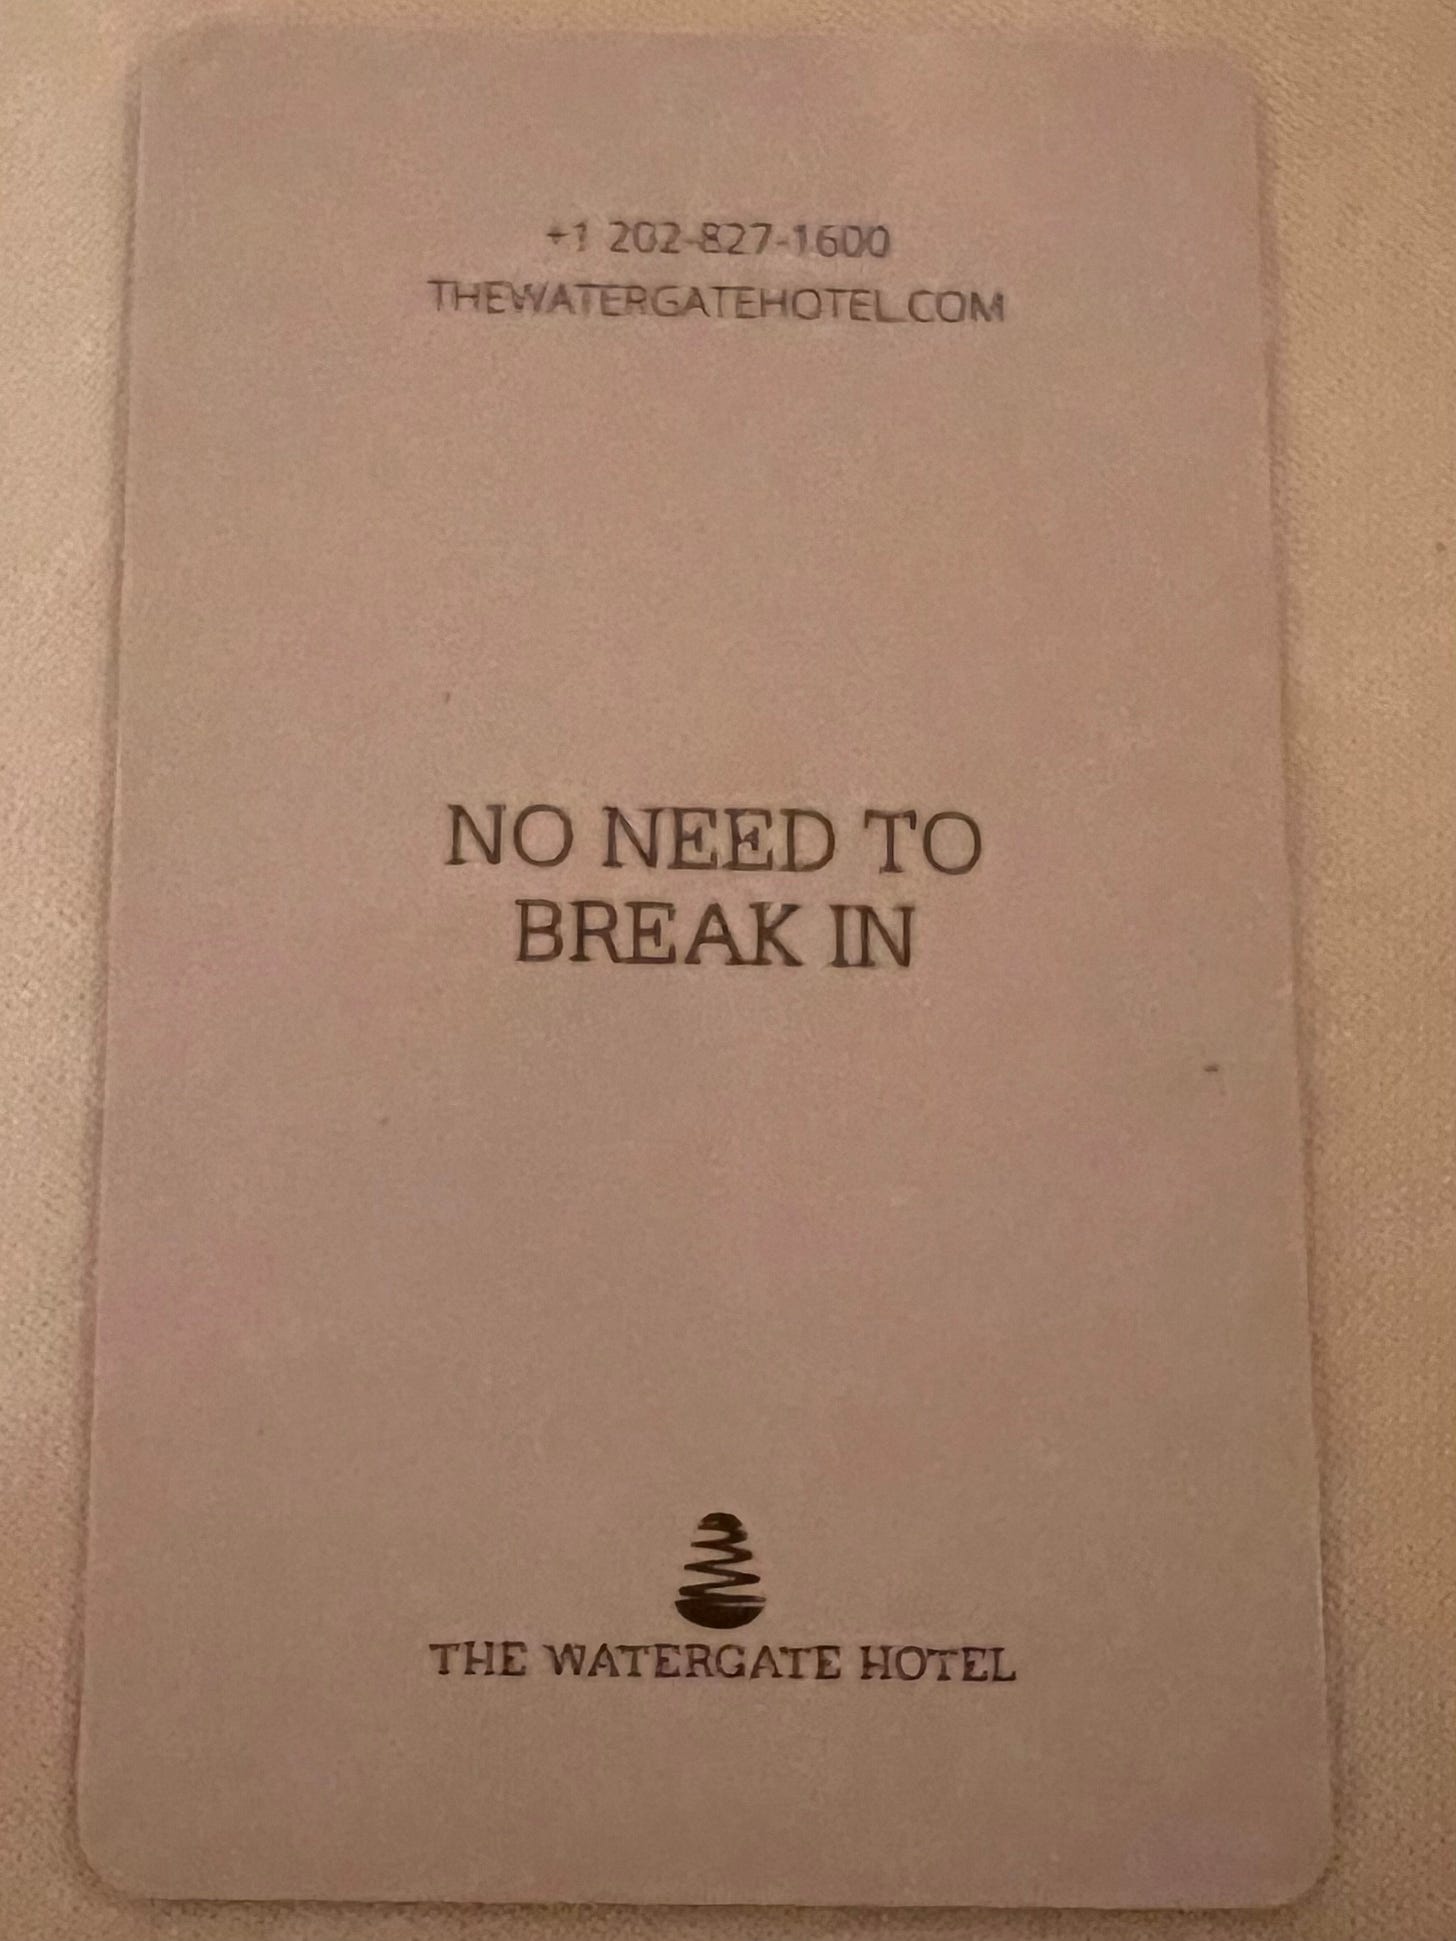 +1 202-827-1600
THEWATERGATEHOTEL.COM
NO NEED TO
BREAK IN
THE WATERGATE HOTEL